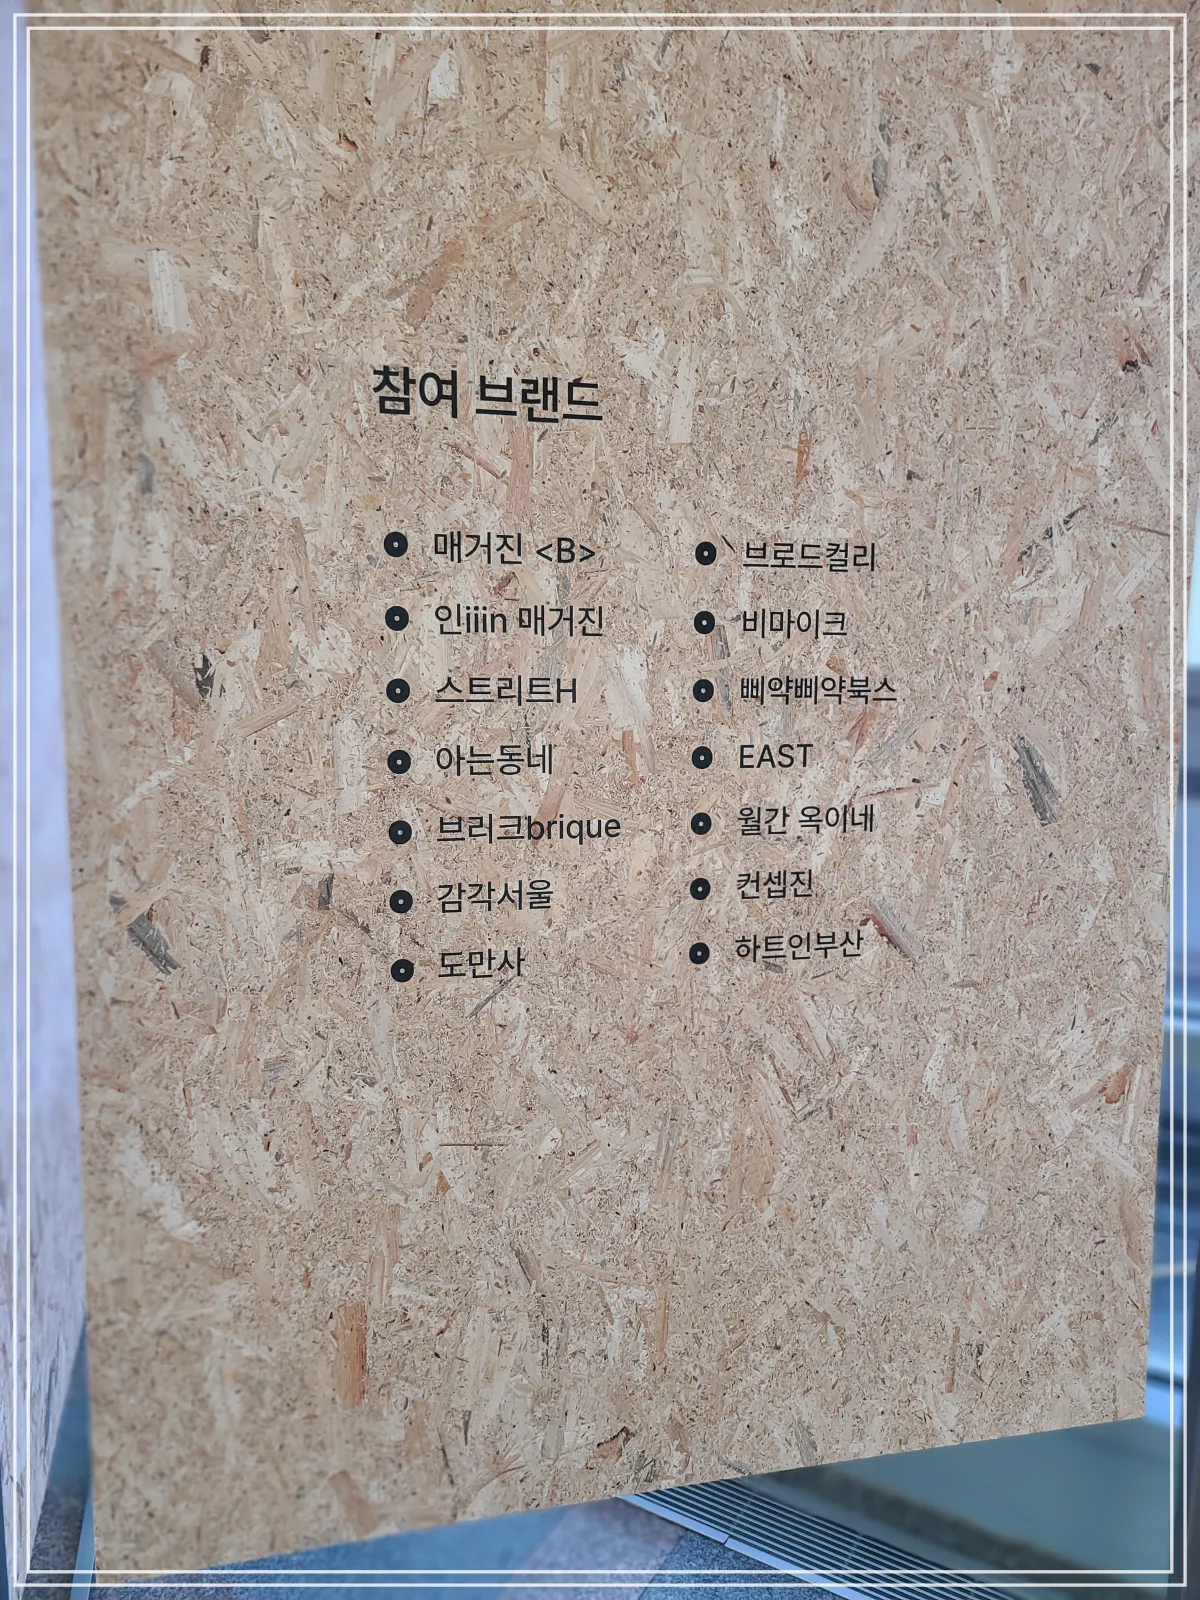 참여 브랜드
매거진 <B>
인iiin 매거진
스트리트H
아는동네
브리크brique
감각서울
도만사
브로드컬리
비마이크
삐약삐약북스
EAST
월간 옥이네
컨셉진
하트인부산